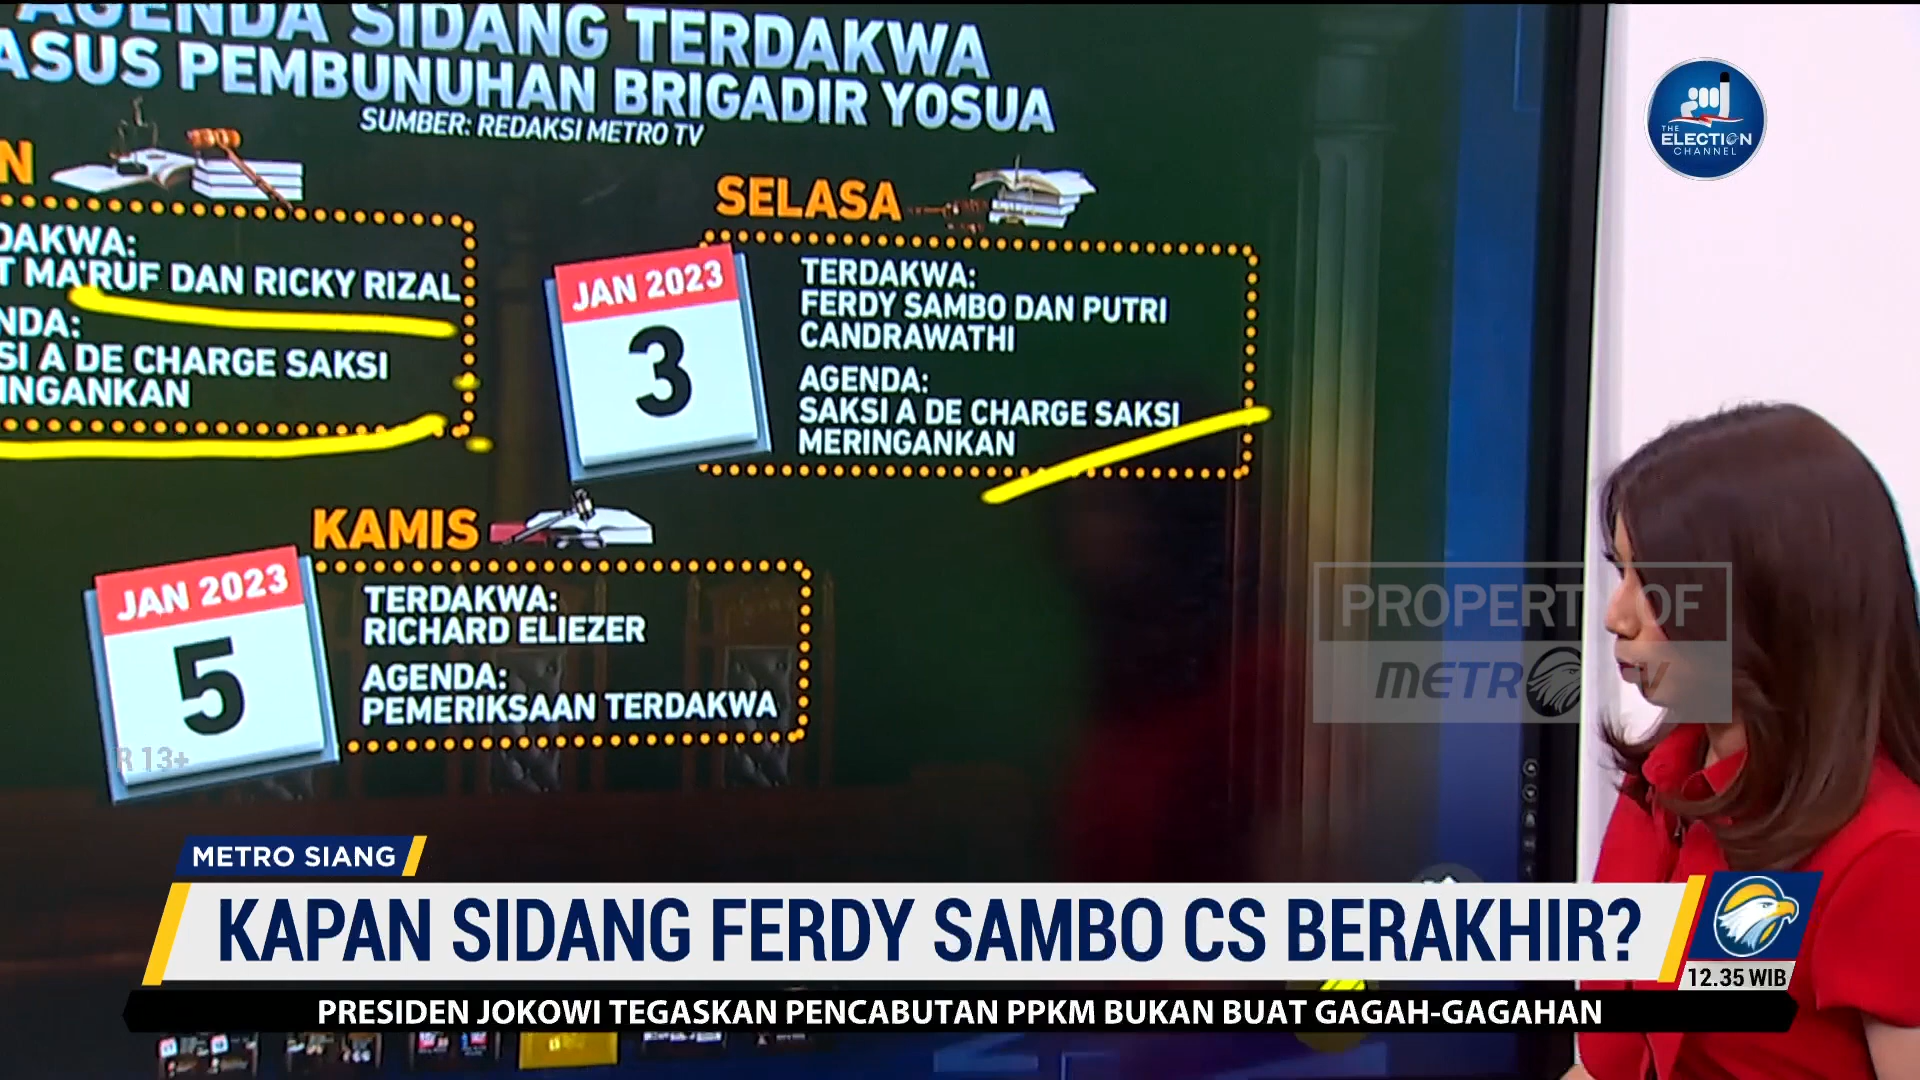 AGENDA SIDANG TERDAKWA
ASUS PEMBUNUHAN BRIGADIR YOSUA
SUMBER: REDAKSI METRO TV
N
DAKWA:
T MA'RUF DAN RICKY RIZAL
NDA:
SI A DE CHARGE SAKSI
INGANKAN
SELASA
JAN 2023
3
TERDAKWA:
FERDY SAMBO DAN PUTRI
CANDRAWATHI
AGENDA:
SAKSI A DE CHARGE SAKSI
MERINGANKAN
KAMIS
JAN 2023
5
TERDAKWA:
RICHARD ELIEZER
AGENDA:
PEMERIKSAAN TERDAKWA
R 13+
THE
ELECTION
CHANNEL
PROPERTY OF
METRO TV
METRO SIANG
KAPAN SIDANG FERDY SAMBO CS BERAKHIR?
12.35 WIB
PRESIDEN JOKOWI TEGASKAN PENCABUTAN PPKM BUKAN BUAT GAGAH-GAGAHAN